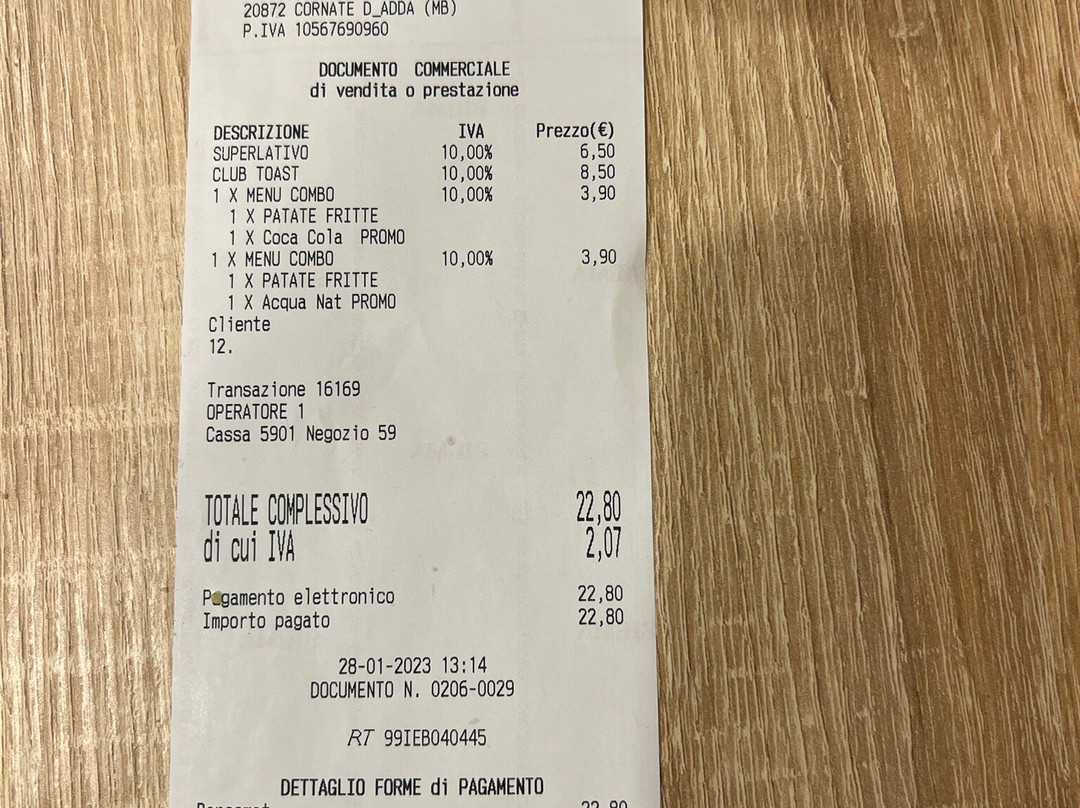 20872 CORNATE D_ADDA (MB)
P.IVA 10567690960
DOCUMENTO COMMERCIALE
di vendita o prestazione
DESCRIZIONE IVA Prezzo(€)
SUPERLATIVO 10,00% 6,50
CLUB TOAST 10,00% 8,50
1 X MENU COMBO 10,00% 3,90
1 X PATATE FRITTE
1 X Coca Cola PROMO
1 X MENU COMBO 10,00% 3,90
1 X PATATE FRITTE
1 X Acqua Nat PROMO
Cliente
12.
Transazione 16169
OPERATORE 1
Cassa 5901 Negozio 59
TOTALE COMPLESSIVO 22,80
di cui IVA 2,07
Pagamento elettronico 22,80
Importo pagato 22,80
28-01-2023 13:14
DOCUMENTO N. 0206-0029
RT 99IEB040445
DETTAGLIO FORME di PAGAMENTO
22,80